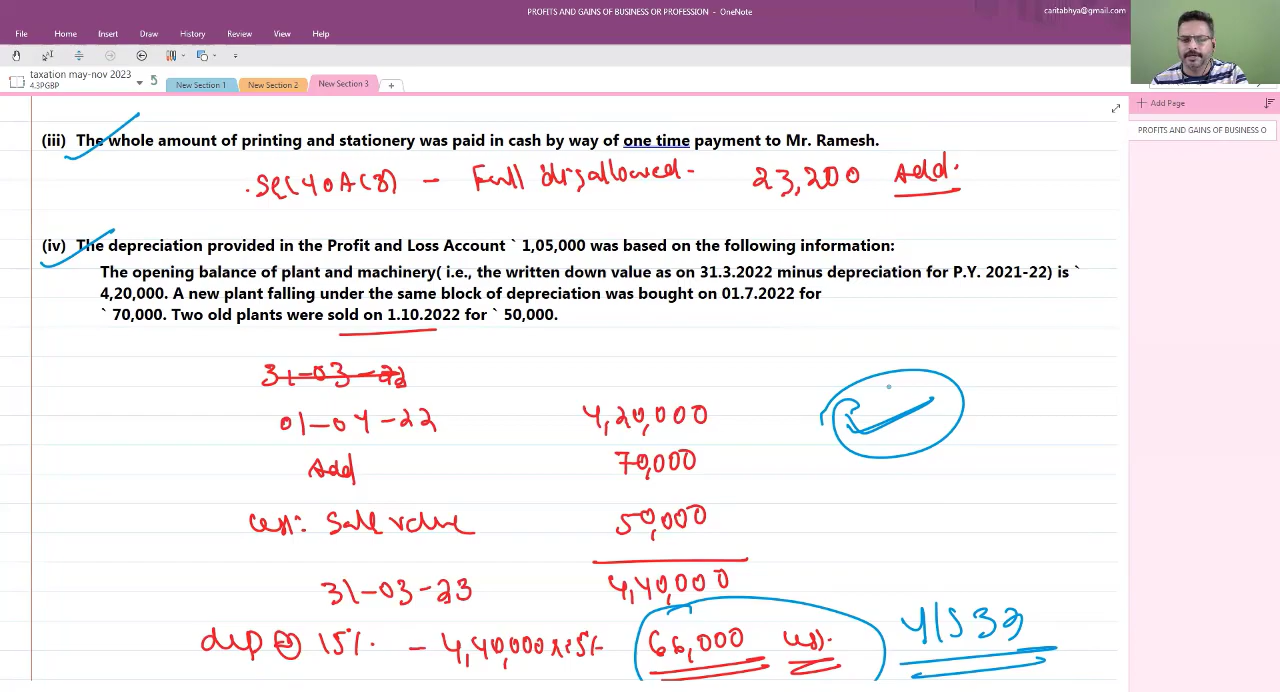 PROFITS AND GAINS OF BUSINESS OR PROFESSION - OneNote
caritabhya@gmail.com
File Home Insert Draw History Review View Help
taxation may-nov 2023
4.3PGBP
5
New Section 1 New Section 2 New Section 3 +
+ Add Page
PROFITS AND GAINS OF BUSINESS O
(iii) The whole amount of printing and stationery was paid in cash by way of one time payment to Mr. Ramesh.
Sec 40A(3) - Full disallowed - 23,200 Add.
(iv) The depreciation provided in the Profit and Loss Account ` 1,05,000 was based on the following information:
The opening balance of plant and machinery( i.e., the written down value as on 31.3.2022 minus depreciation for P.Y. 2021-22) is `
4,20,000. A new plant falling under the same block of depreciation was bought on 01.7.2022 for
` 70,000. Two old plants were sold on 1.10.2022 for ` 50,000.
31-03-22
01-04-22 4,20,000
Add 70,000
Less: Sale value 50,000
31-03-23 4,40,000
dep @ 15%. - 4,40,000x15% 66,000 less. u/s 32